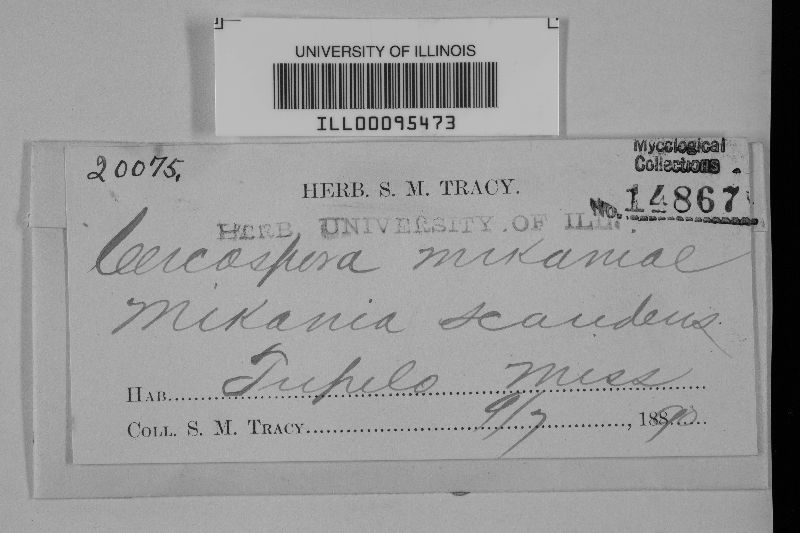 UNIVERSITY OF ILLINOIS
ILL00095473
20075.
Mycological
Collections
No. 14867
HERB. S. M. TRACY.
HERB. UNIVERSITY OF ILL.
Cercospora mikaniae
Mikania scandens
HAB. Tupelo Miss
COLL. S. M. TRACY 9/7, 1890